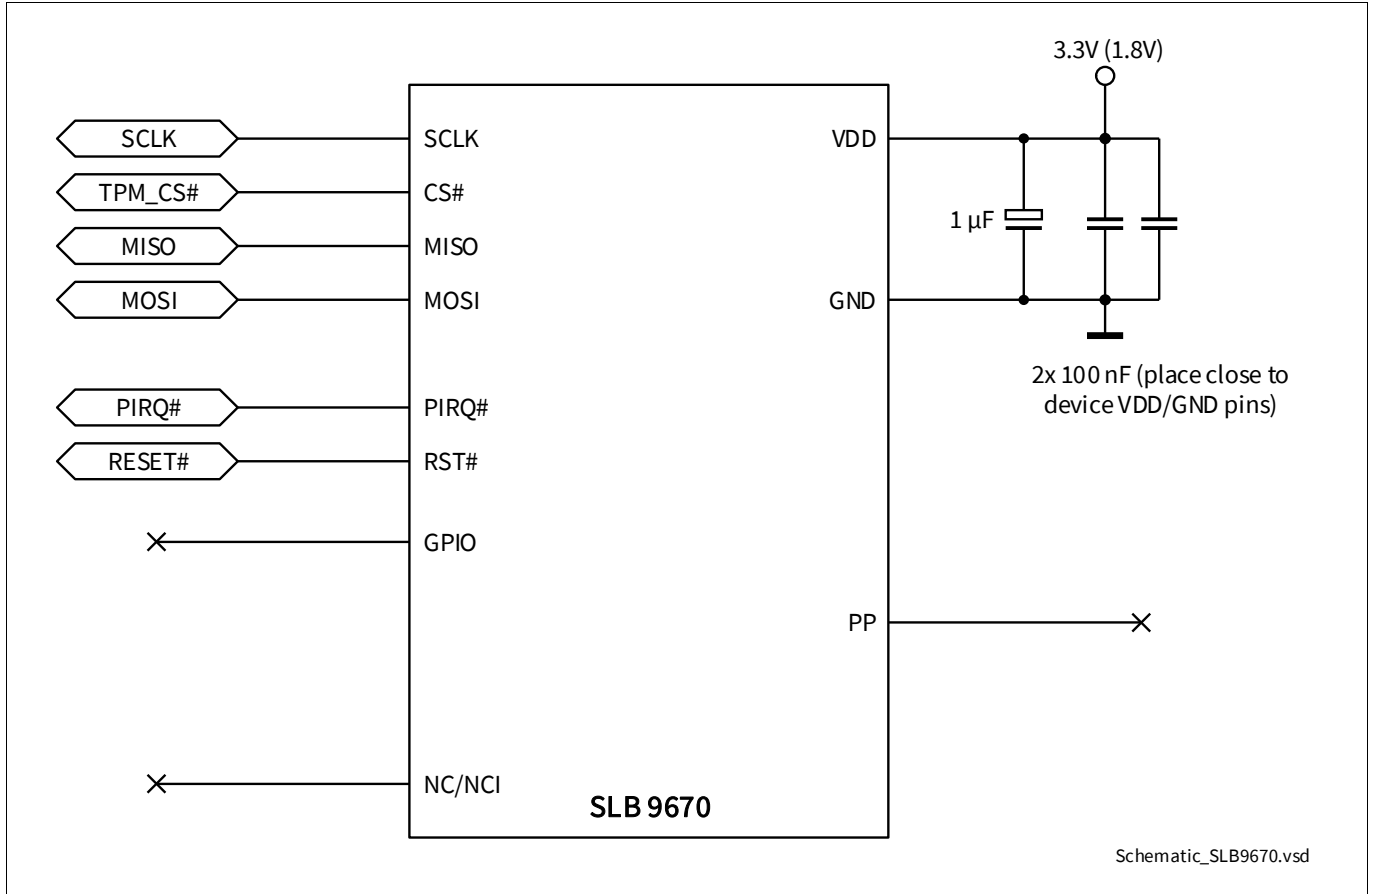 3.3V (1.8V)
SCLK SCLK VDD
TPM_CS# CS#
1 µF
MISO MISO
MOSI MOSI GND
2x 100 nF (place close to
device VDD/GND pins)
PIRQ# PIRQ#
RESET# RST#
GPIO
PP
NC/NCI
SLB 9670
Schematic_SLB9670.vsd